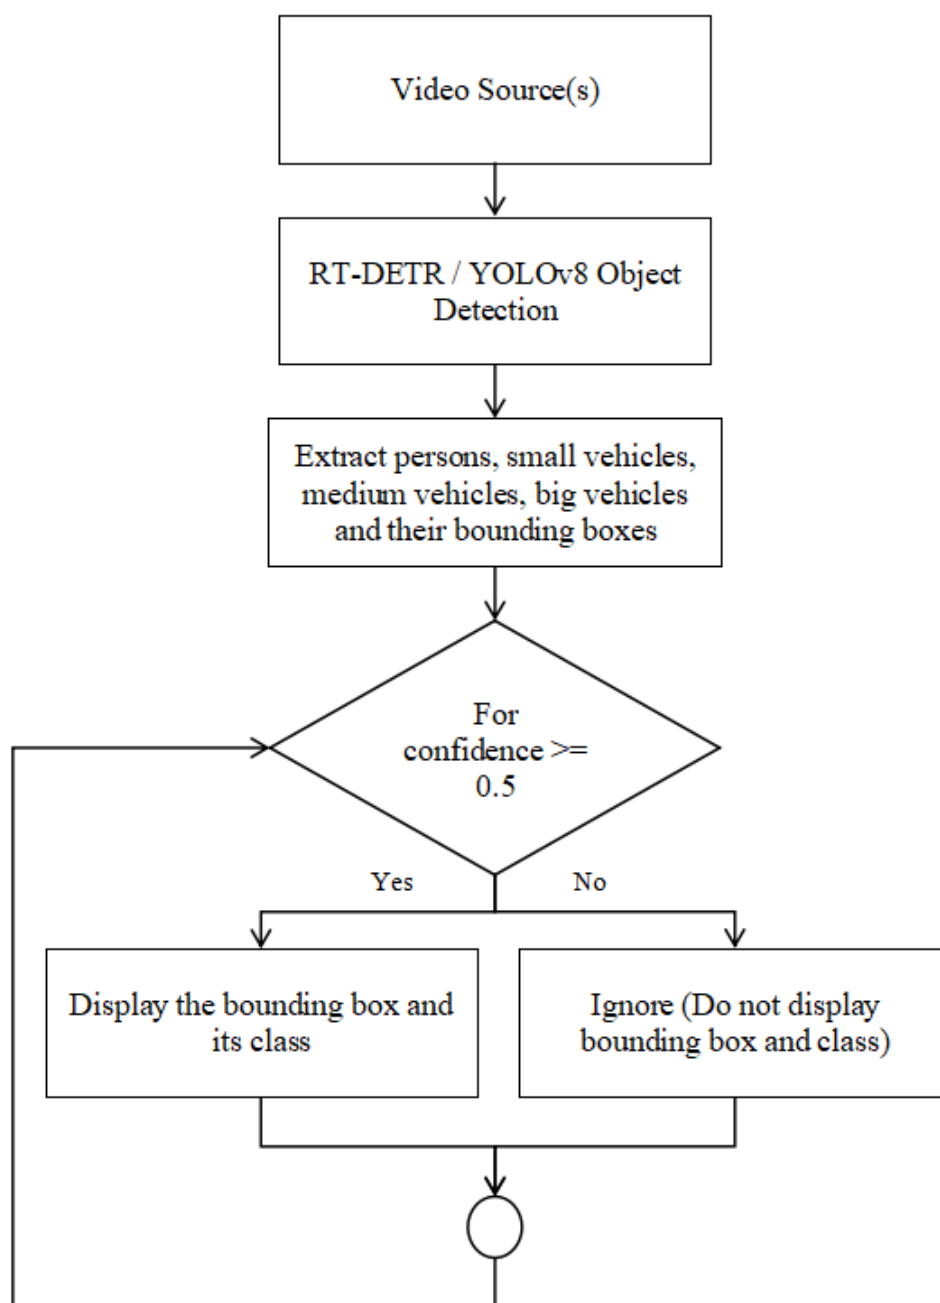 Video Source(s)
RT-DETR / YOLOv8 Object
Detection
Extract persons, small vehicles,
medium vehicles, big vehicles
and their bounding boxes
For
confidence >=
0.5
Yes
No
Display the bounding box and
its class
Ignore (Do not display
bounding box and class)